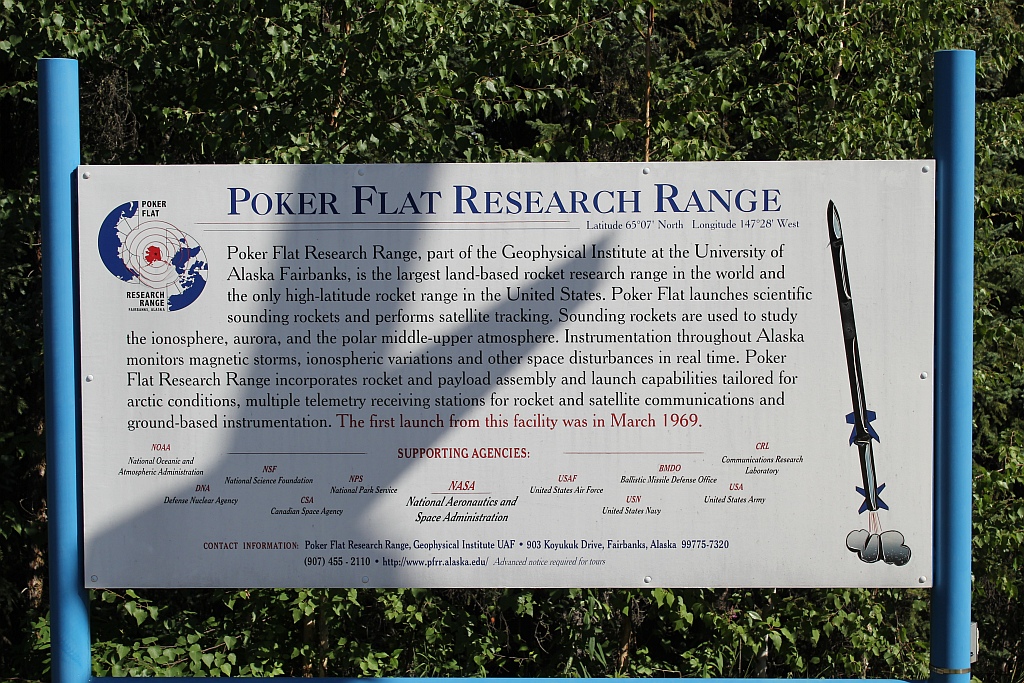 POKER
FLAT
RESEARCH
RANGE
FAIRBANKS, ALASKA
POKER FLAT RESEARCH RANGE
Latitude 65°07' North Longitude 147°28' West
Poker Flat Research Range, part of the Geophysical Institute at the University of
Alaska Fairbanks, is the largest land-based rocket research range in the world and
the only high-latitude rocket range in the United States. Poker Flat launches scientific
sounding rockets and performs satellite tracking. Sounding rockets are used to study
the ionosphere, aurora, and the polar middle-upper atmosphere. Instrumentation throughout Alaska
monitors magnetic storms, ionospheric variations and other space disturbances in real time. Poker
Flat Research Range incorporates rocket and payload assembly and launch capabilities tailored for
arctic conditions, multiple telemetry receiving stations for rocket and satellite communications and
ground-based instrumentation. The first launch from this facility was in March 1969.
SUPPORTING AGENCIES:
NOAA
National Oceanic and
Atmospheric Administration
DNA
Defense Nuclear Agency
NSF
National Science Foundation
CSA
Canadian Space Agency
NPS
National Park Service
NASA
National Aeronautics and
Space Administration
USAF
United States Air Force
USN
United States Navy
BMDO
Ballistic Missile Defense Office
USA
United States Army
CRL
Communications Research
Laboratory
CONTACT INFORMATION: Poker Flat Research Range, Geophysical Institute UAF • 903 Koyukuk Drive, Fairbanks, Alaska 99775-7320
(907) 455 - 2110 • http://www.pfrr.alaska.edu/ Advanced notice required for tours